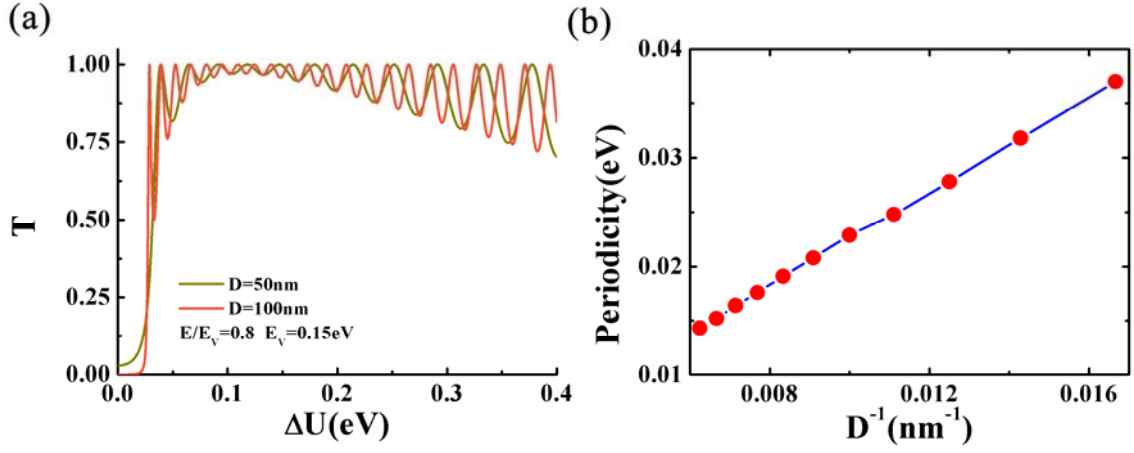 (a)
1.00
0.75
0.50
0.25
0.00
T
D=50nm
D=100nm
E/E_V=0.8 E_V=0.15eV
0.0 0.1 0.2 0.3 0.4
ΔU(eV)
(b)
0.04
0.03
0.02
0.01
Periodicity(eV)
0.008 0.012 0.016
D⁻¹(nm⁻¹)